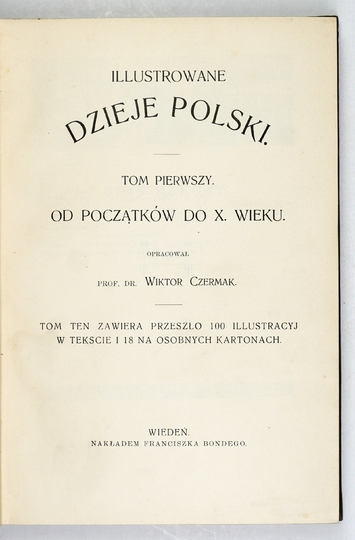 ILLUSTROWANE
DZIEJE POLSKI.
TOM PIERWSZY.
OD POCZĄTKÓW DO X. WIEKU.
OPRACOWAŁ
PROF. DR. WIKTOR CZERMAK.
TOM TEN ZAWIERA PRZESZŁO 100 ILLUSTRACYJ
W TEKSCIE I 18 NA OSOBNYCH KARTONACH.
WIEDEŃ.
NAKŁADEM FRANCISZKA BONDEGO.